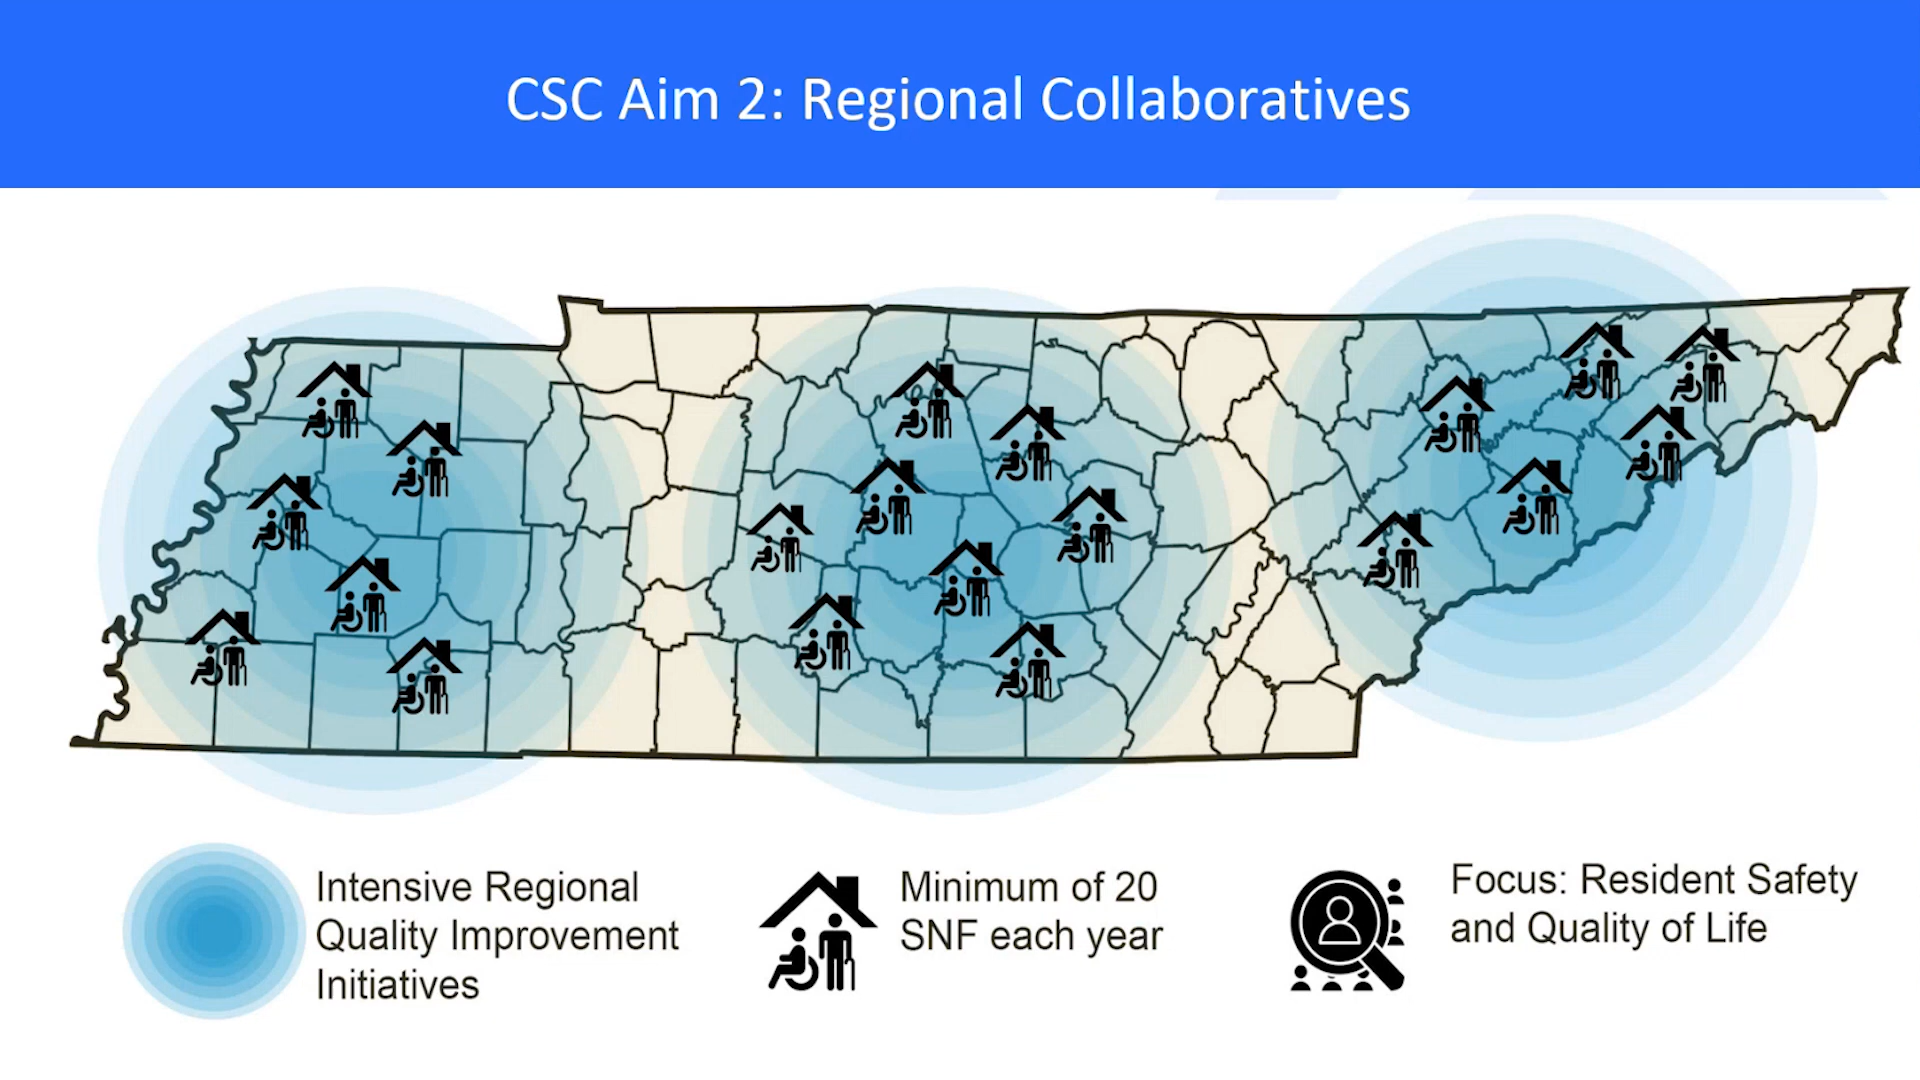 CSC Aim 2: Regional Collaboratives
Intensive Regional
Quality Improvement
Initiatives
Minimum of 20
SNF each year
Focus: Resident Safety
and Quality of Life